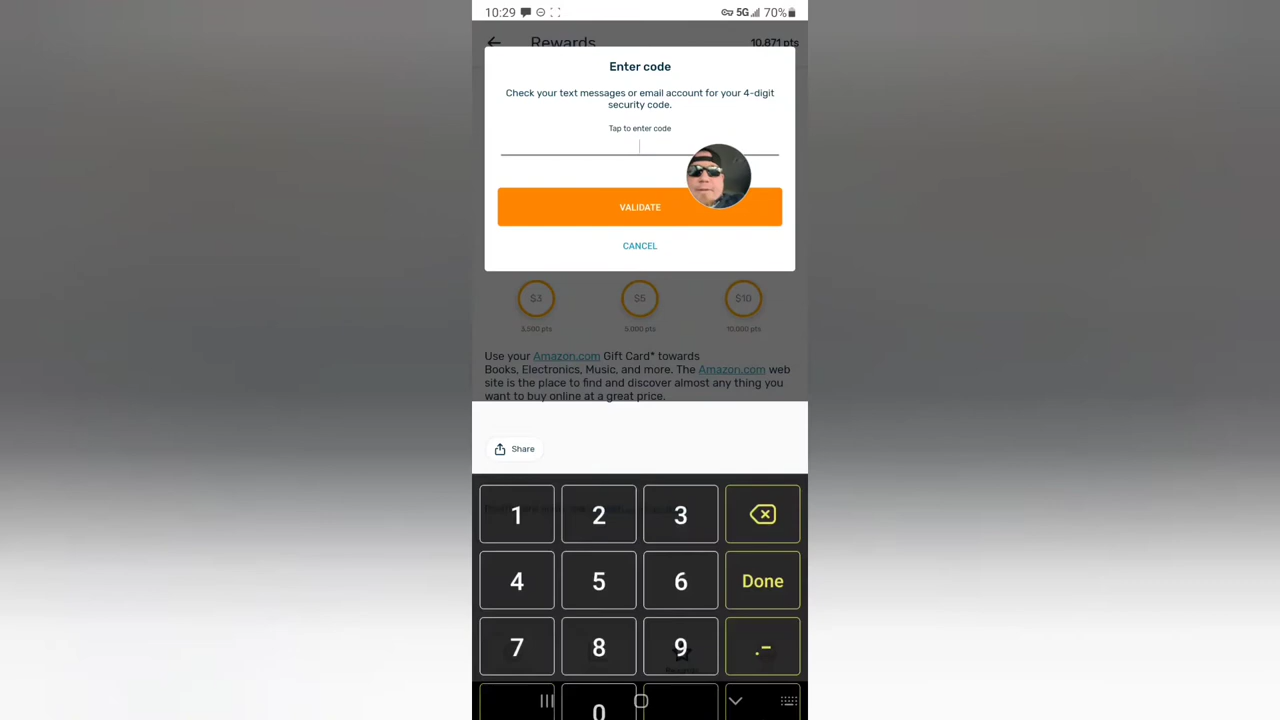 10:29 5G 70%
Rewards 10,871 pts
Enter code
Check your text messages or email account for your 4-digit
security code.
Tap to enter code
VALIDATE
CANCEL
$3 $5 $10
3,500 pts 5,000 pts 10,000 pts
Use your Amazon.com Gift Card* towards
Books, Electronics, Music, and more. The Amazon.com web
site is the place to find and discover almost any thing you
want to buy online at a great price.
Share
1 2 3
4 5 6 Done
7 8 9 .-
Rewards
0